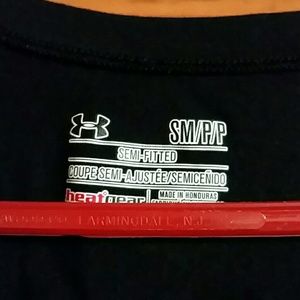 SM/P/P
SEMI-FITTED
COUPE SEMI-AJUSTÉE/SEMICEÑIDO
heatgear MADE IN HONDURAS
FARMINGDALE, N.J.